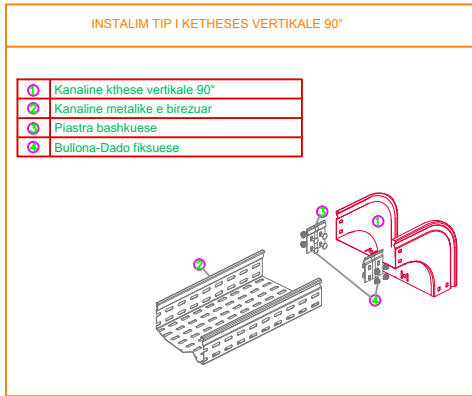 INSTALIM TIP I KETHESES VERTIKALE 90°
1 Kanaline kthese vertikale 90°
2 Kanaline metalike e birezuar
3 Piastra bashkuese
4 Bullona-Dado fiksuese
3
1
2
4